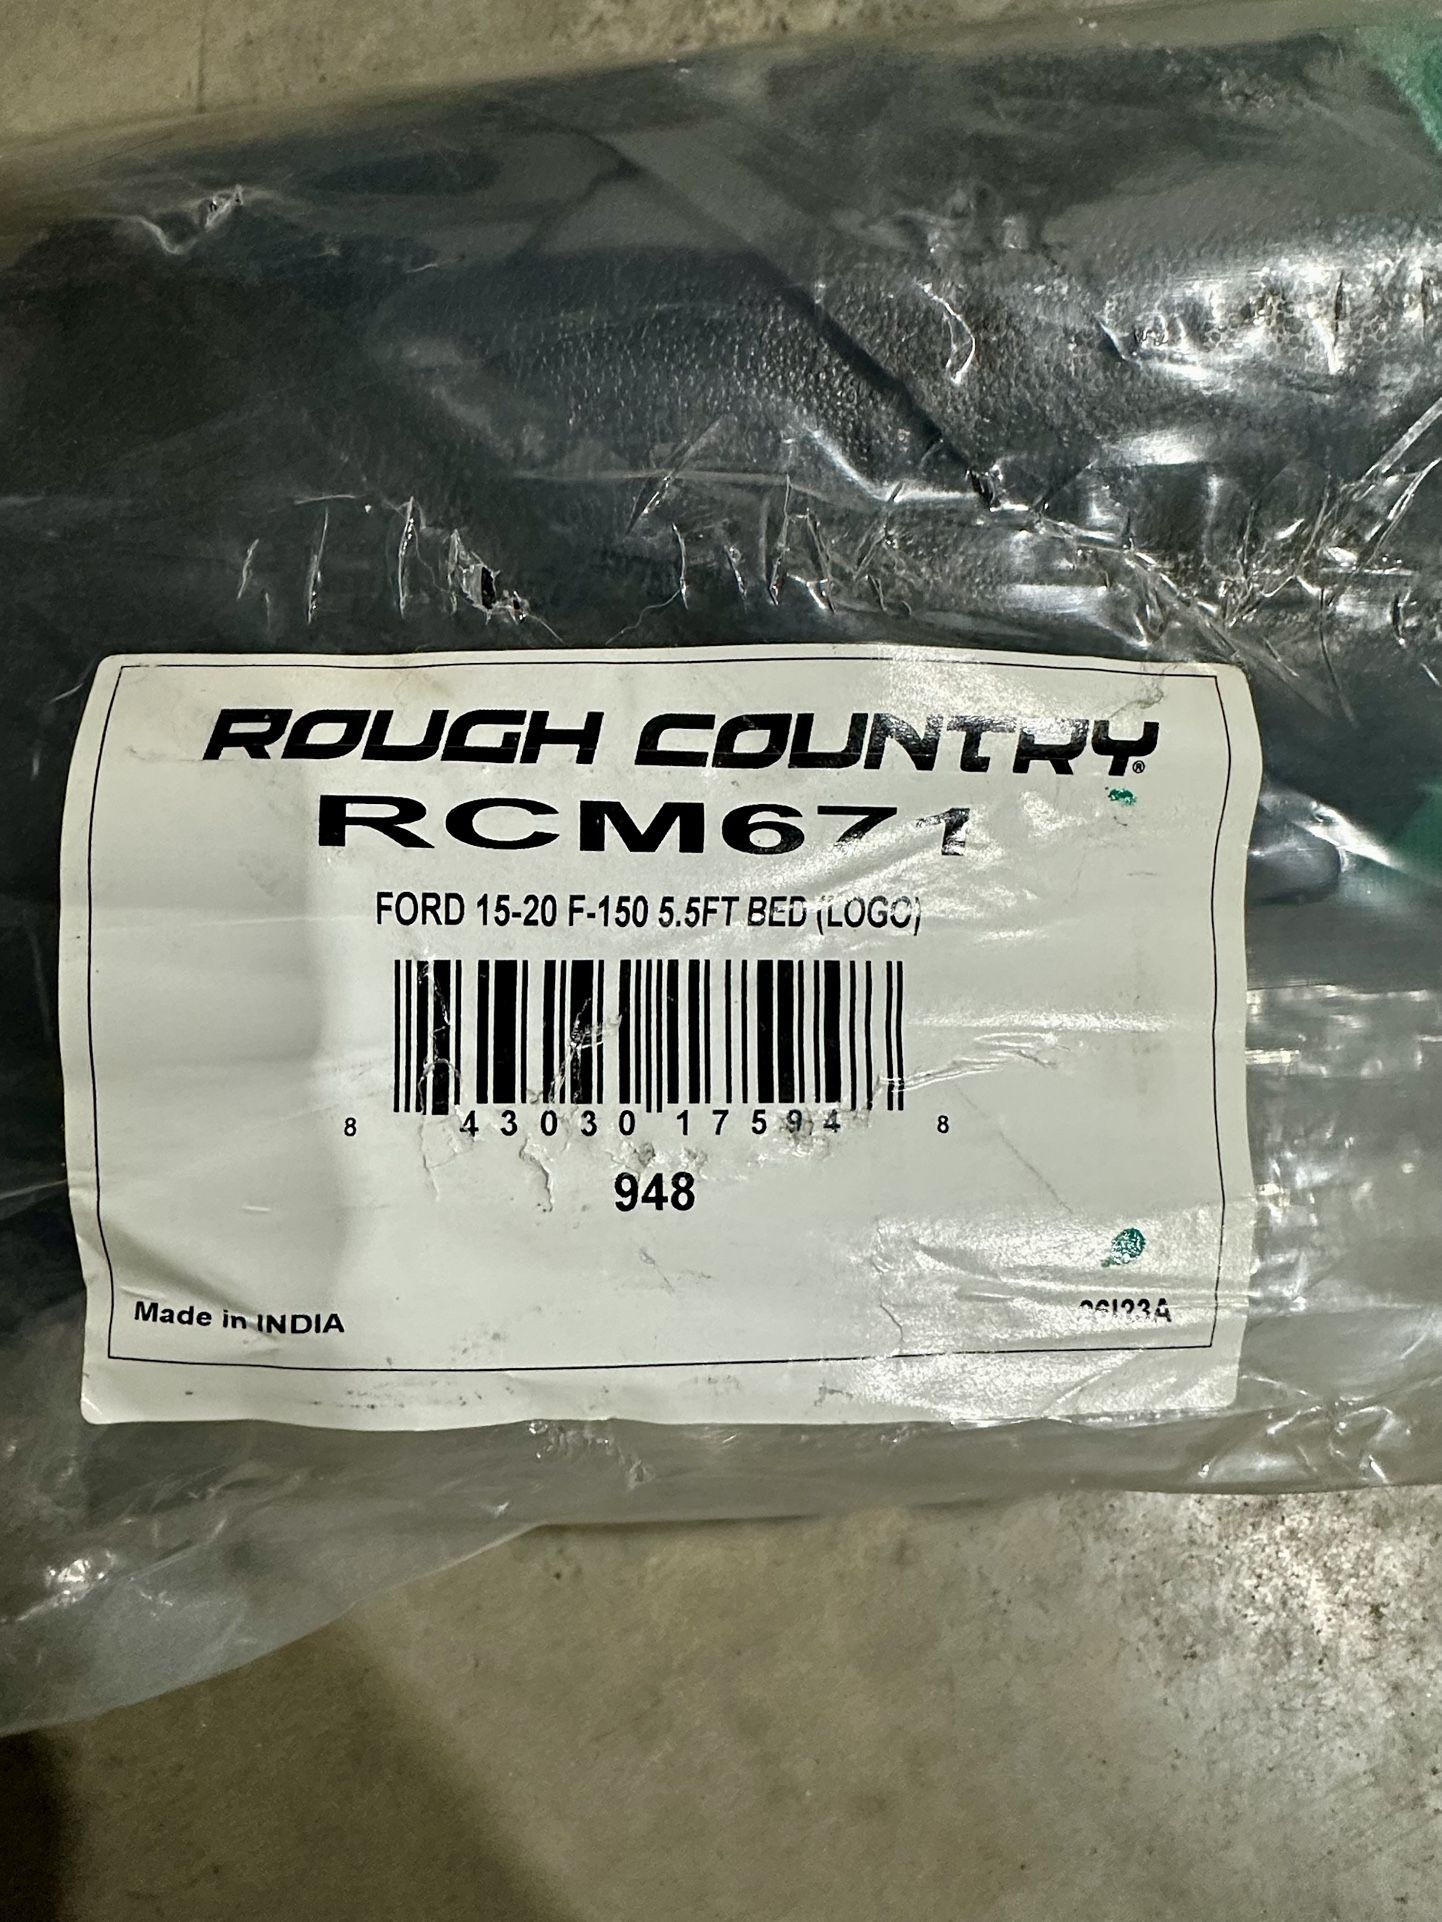 ROUGH COUNTRY®
RCM671
FORD 15-20 F-150 5.5FT BED (LOGO)
8 43030 17594 8
948
Made in INDIA